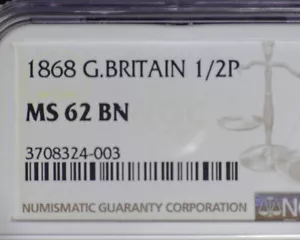 1868 G.BRITAIN 1/2P
MS 62 BN
3708324-003
NUMISMATIC GUARANTY CORPORATION